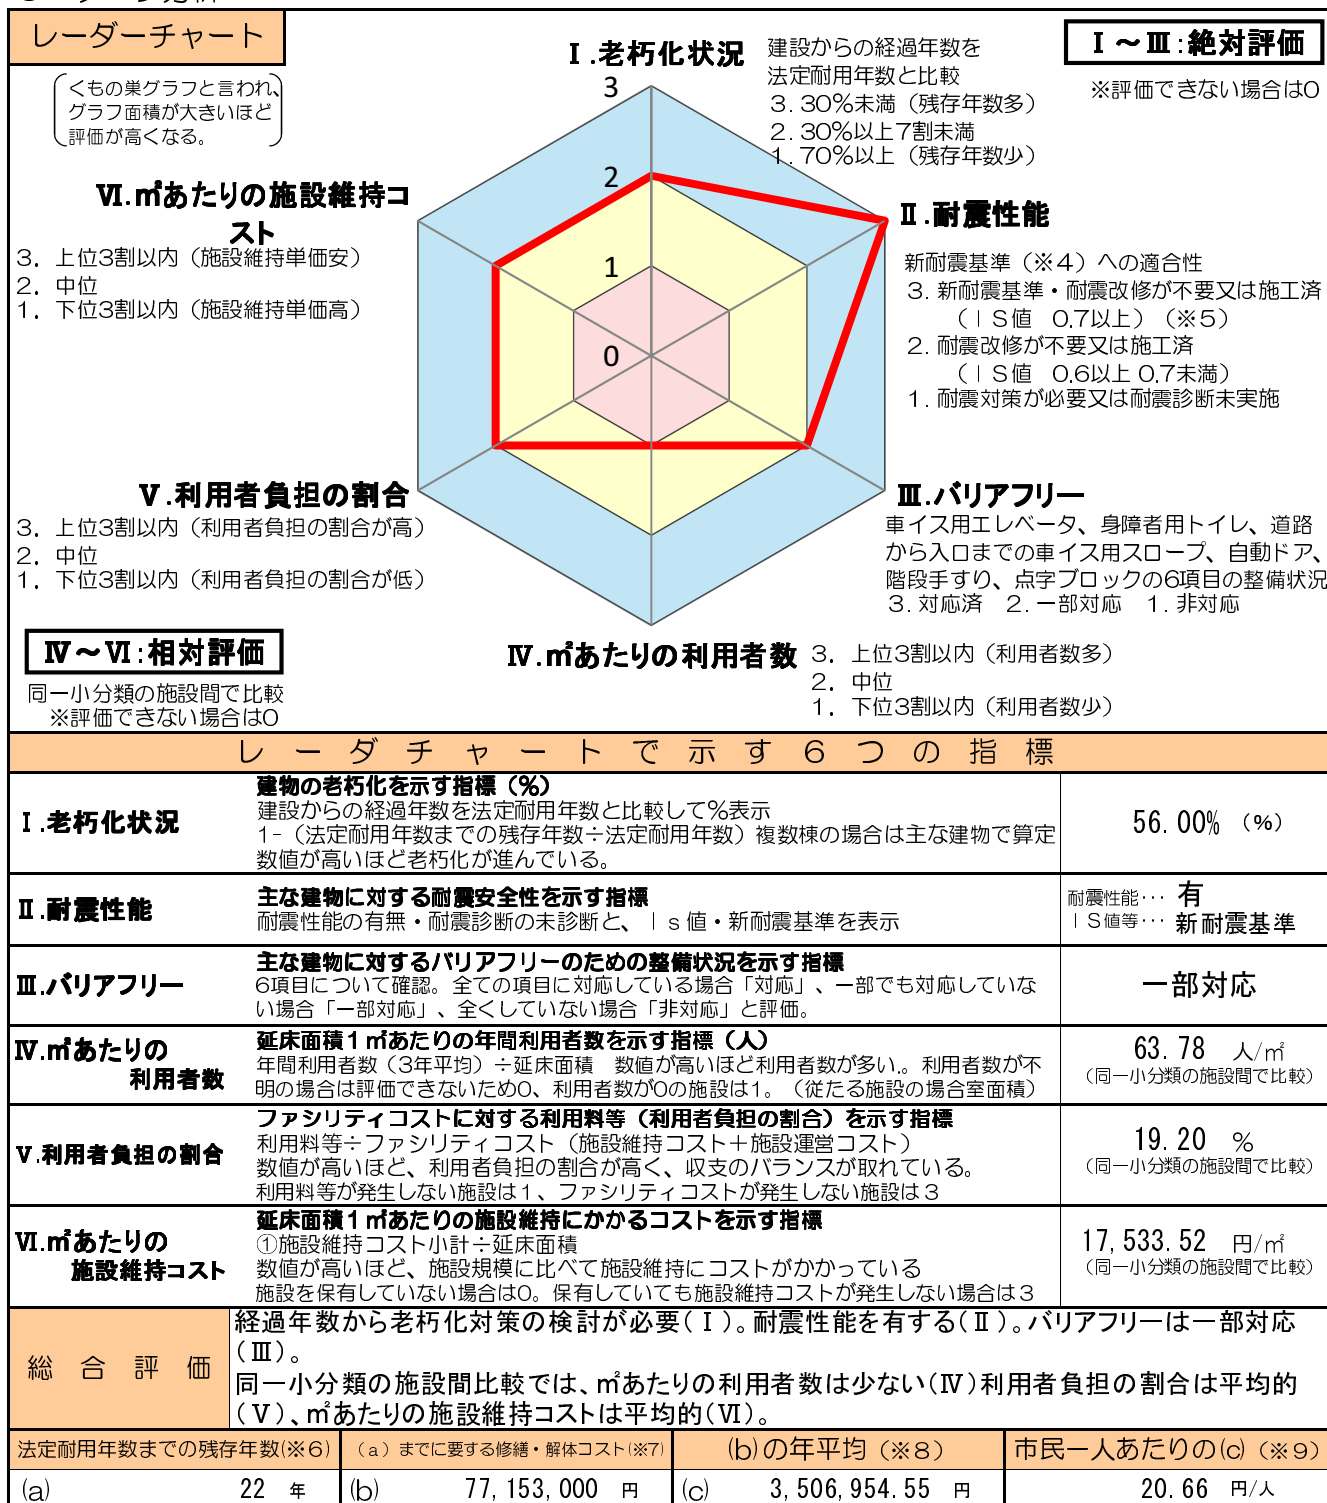 レーダーチャート
くもの巣グラフと言われ、
グラフ面積が大きいほど
評価が高くなる。
Ⅰ～Ⅲ:絶対評価
※評価できない場合は0
Ⅰ.老朽化状況
建設からの経過年数を
法定耐用年数と比較
3. 30％未満（残存年数多）
2. 30％以上7割未満
1. 70％以上（残存年数少）
3
2
1
0
Ⅵ.㎡あたりの施設維持コ
スト
3. 上位3割以内（施設維持単価安）
2. 中位
1. 下位3割以内（施設維持単価高）
Ⅱ.耐震性能
新耐震基準（※4）への適合性
3. 新耐震基準・耐震改修が不要又は施工済
（ＩＳ値　0.7以上）（※5）
2. 耐震改修が不要又は施工済
（ＩＳ値　0.6以上 0.7未満）
1. 耐震対策が必要又は耐震診断未実施
Ⅴ.利用者負担の割合
3. 上位3割以内（利用者負担の割合が高）
2. 中位
1. 下位3割以内（利用者負担の割合が低）
Ⅲ.バリアフリー
車イス用エレベータ、身障者用トイレ、道路
から入口までの車イス用スロープ、自動ドア、
階段手すり、点字ブロックの6項目の整備状況
3. 対応済　2. 一部対応　1. 非対応
Ⅳ～Ⅵ:相対評価
同一小分類の施設間で比較
※評価できない場合は0
Ⅳ.㎡あたりの利用者数
3. 上位3割以内（利用者数多）
2. 中位
1. 下位3割以内（利用者数少）
レーダチャートで示す6つの指標
Ⅰ.老朽化状況
建物の老朽化を示す指標（%）
建設からの経過年数を法定耐用年数と比較して％表示
1-（法定耐用年数までの残存年数÷法定耐用年数）複数棟の場合は主な建物で算定
数値が高いほど老朽化が進んでいる。
56.00%（%）
Ⅱ.耐震性能
主な建物に対する耐震安全性を示す指標
耐震性能の有無・耐震診断の未診断と、Ｉｓ値・新耐震基準を表示
耐震性能… 有
ＩＳ値等… 新耐震基準
Ⅲ.バリアフリー
主な建物に対するバリアフリーのための整備状況を示す指標
6項目について確認。全ての項目に対応している場合「対応」、一部でも対応していな
い場合「一部対応」、全くしていない場合「非対応」と評価。
一部対応
Ⅳ.㎡あたりの
利用者数
延床面積１㎡あたりの年間利用者数を示す指標（人）
年間利用者数（3年平均）÷延床面積　数値が高いほど利用者数が多い。利用者数が不
明の場合は評価できないため0、利用者数が0の施設は1。（従たる施設の場合室面積）
63.78　人/㎡
（同一小分類の施設間で比較）
Ⅴ.利用者負担の割合
ファシリティコストに対する利用料等（利用者負担の割合）を示す指標
利用料等÷ファシリティコスト（施設維持コスト＋施設運営コスト）
数値が高いほど、利用者負担の割合が高く、収支のバランスが取れている。
利用料等が発生しない施設は１、ファシリティコストが発生しない施設は３
19.20　%
（同一小分類の施設間で比較）
Ⅵ.㎡あたりの
施設維持コスト
延床面積１㎡あたりの施設維持にかかるコストを示す指標
①施設維持コスト小計÷延床面積
数値が高いほど、施設規模に比べて施設維持にコストがかかっている
施設を保有していない場合は0。保有していても施設維持コストが発生しない場合は３
17,533.52　円/㎡
（同一小分類の施設間で比較）
総合評価
経過年数から老朽化対策の検討が必要(Ⅰ)。耐震性能を有する(Ⅱ)。バリアフリーは一部対応
(Ⅲ)。
同一小分類の施設間比較では、㎡あたりの利用者数は少ない(Ⅳ)利用者負担の割合は平均的
(Ⅴ)、㎡あたりの施設維持コストは平均的(Ⅵ)。
法定耐用年数までの残存年数(※6)
（a）までに要する修繕・解体コスト(※7)
(b)の年平均（※8）
市民一人あたりの(c)（※9）
(a)　22 年
(b)　77,153,000 円
(c)　3,506,954.55 円
20.66 円/人